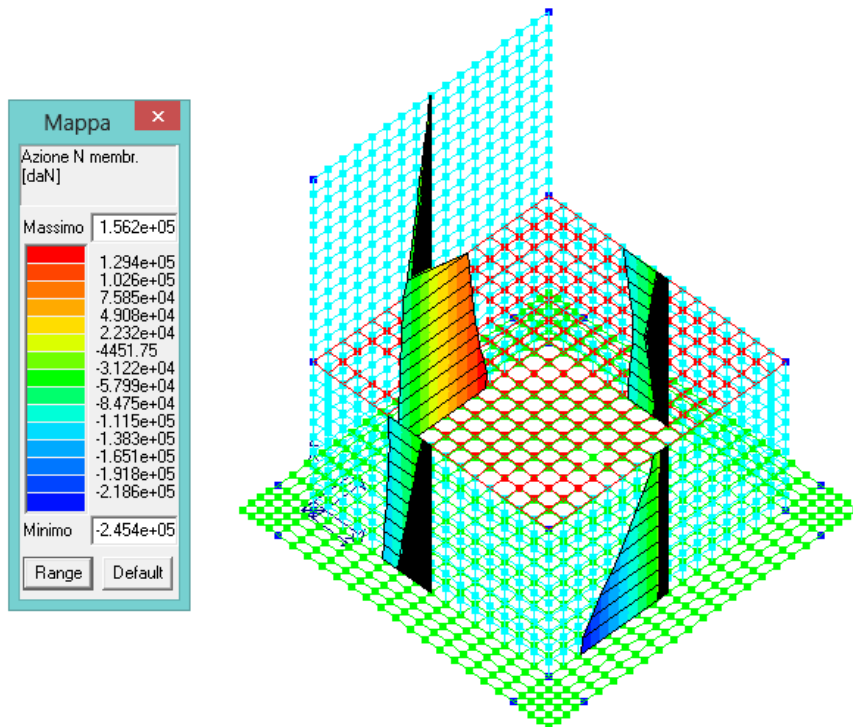 Mappa
Azione N membr.
[daN]
Massimo 1.562e+05
1.294e+05
1.026e+05
7.585e+04
4.908e+04
2.232e+04
-4451.75
-3.122e+04
-5.799e+04
-8.475e+04
-1.115e+05
-1.383e+05
-1.651e+05
-1.918e+05
-2.186e+05
Minimo -2.454e+05
Range Default